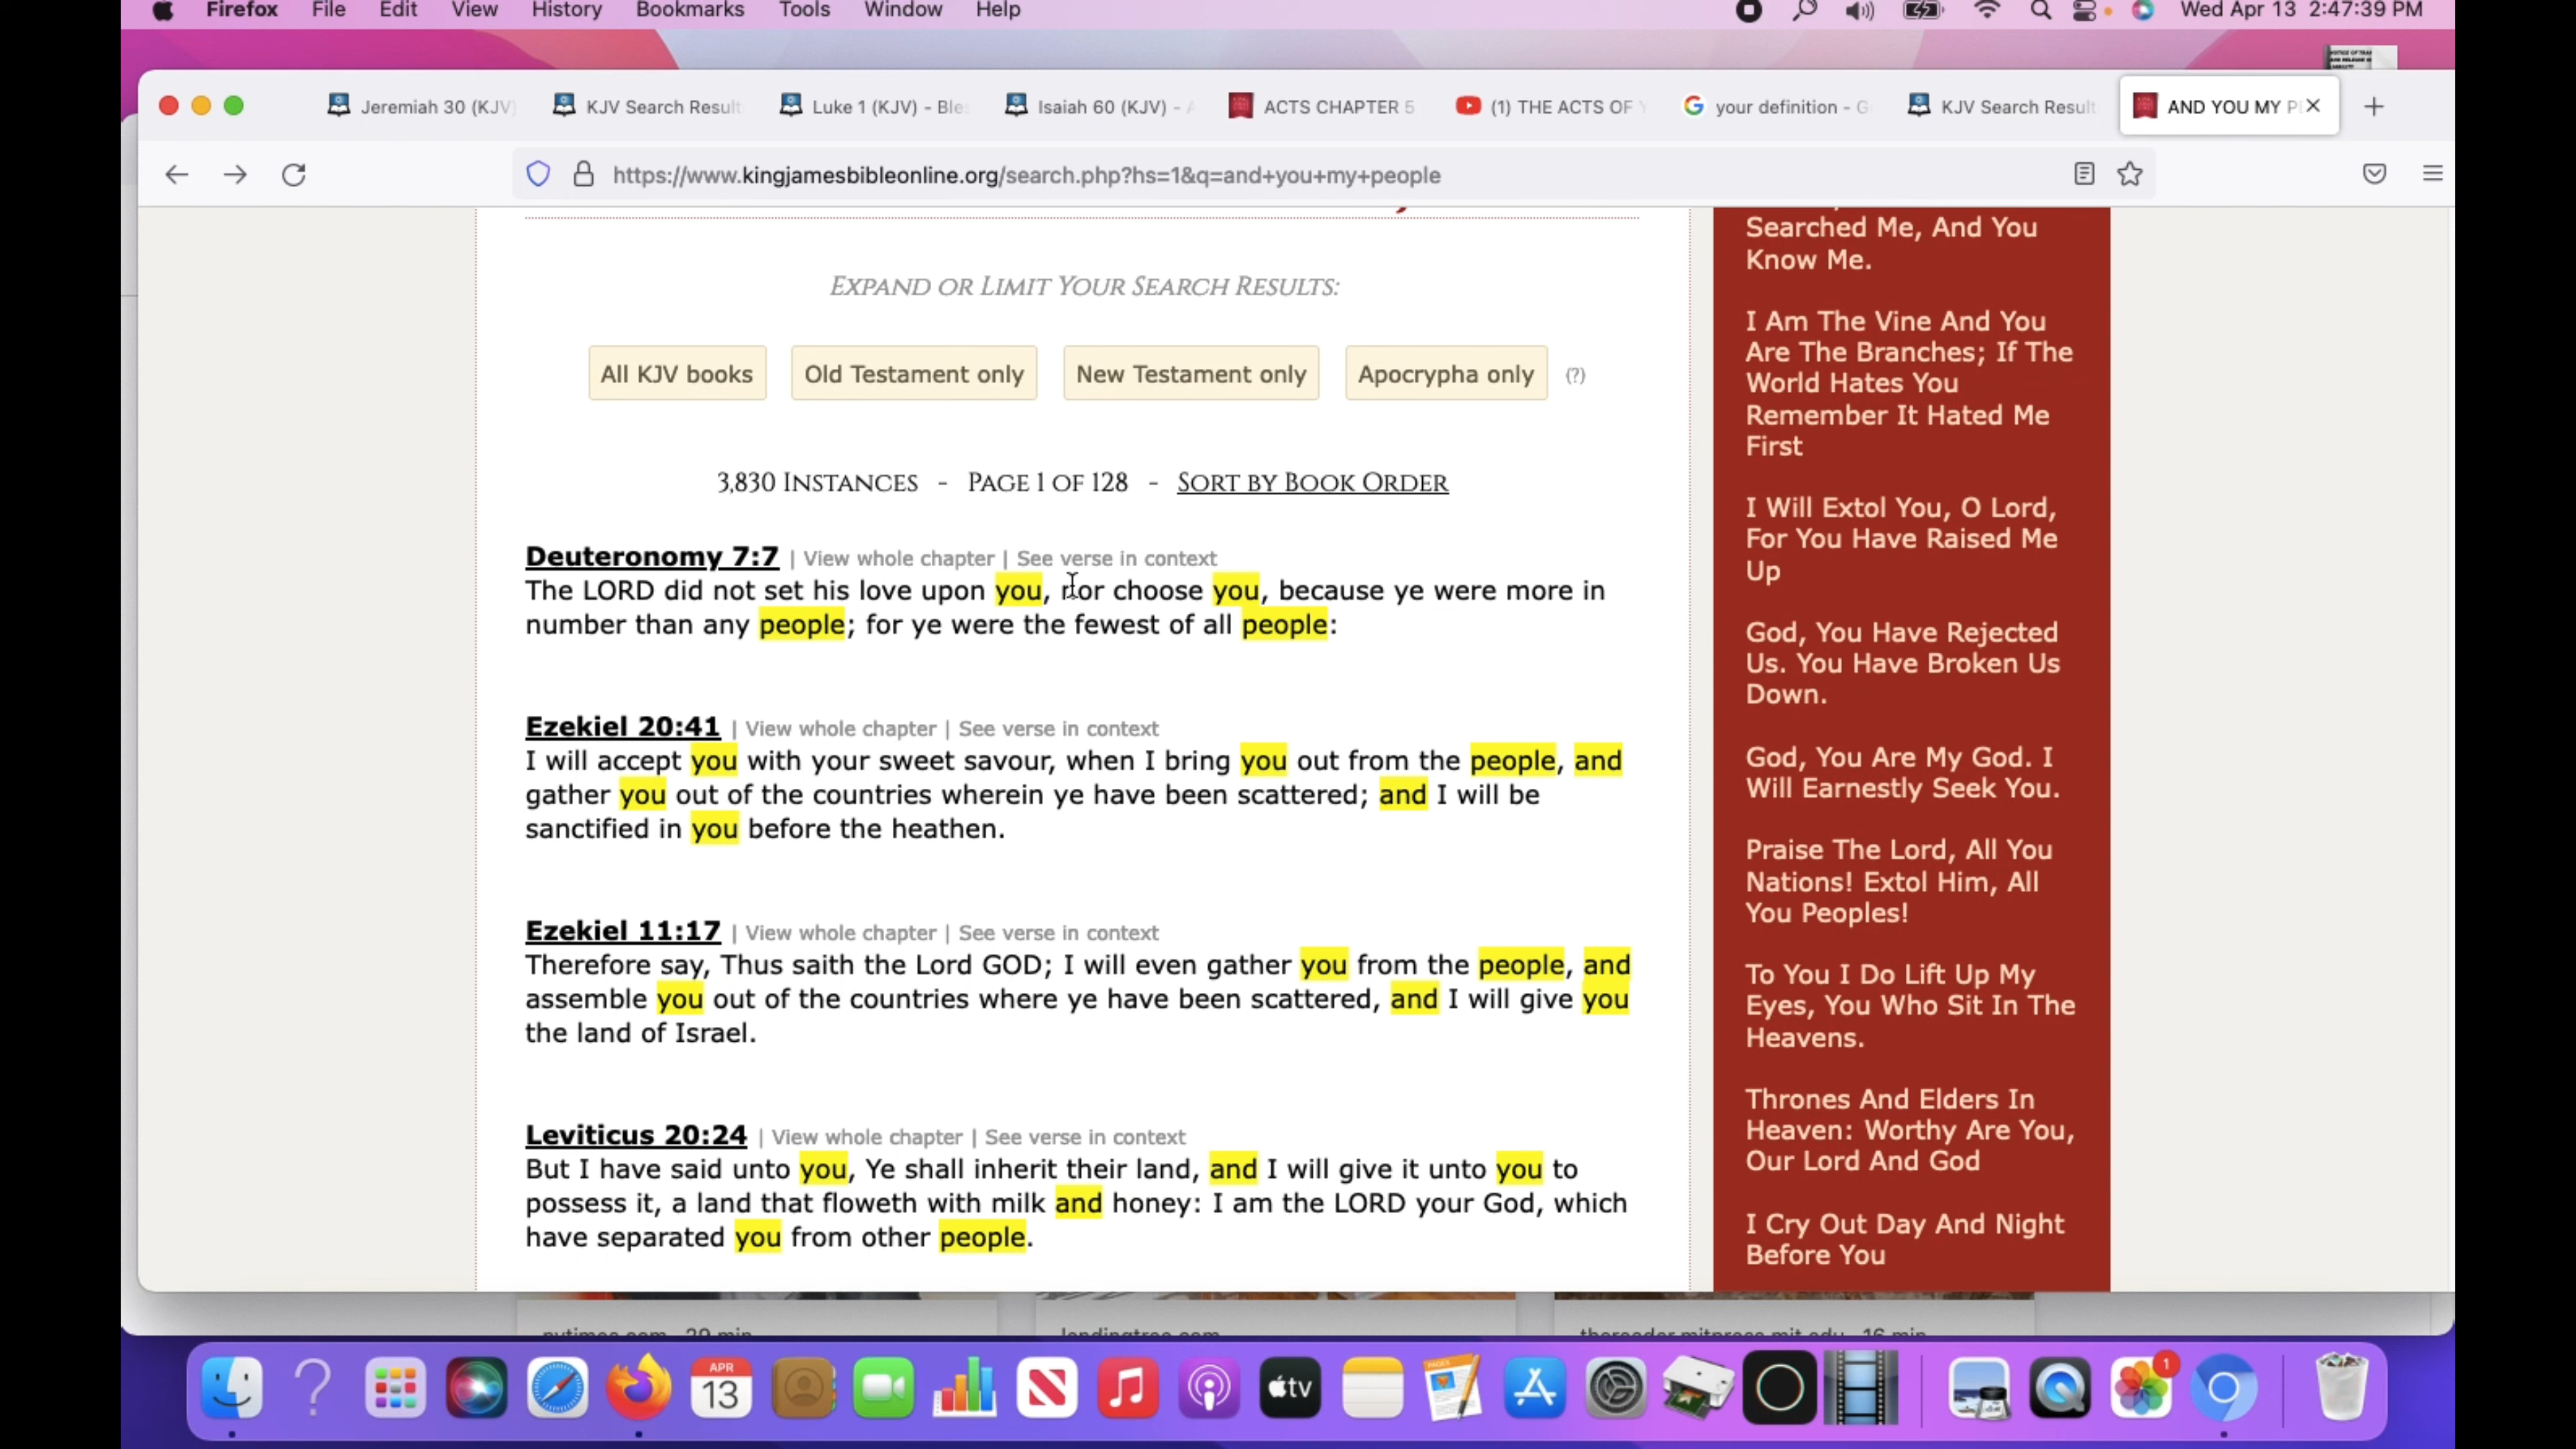 Firefox File Edit View History Bookmarks Tools Window Help Wed Apr 13 2:47:39 PM
Jeremiah 30 (KJV) KJV Search Result Luke 1 (KJV) - Ble Isaiah 60 (KJV) - ACTS CHAPTER 5 (1) THE ACTS OF your definition - G KJV Search Result AND YOU MY P
https://www.kingjamesbibleonline.org/search.php?hs=1&q=and+you+my+people
EXPAND OR LIMIT YOUR SEARCH RESULTS:
All KJV books Old Testament only New Testament only Apocrypha only (?)
3,830 INSTANCES - PAGE 1 OF 128 - SORT BY BOOK ORDER
Deuteronomy 7:7 | View whole chapter | See verse in context
The LORD did not set his love upon you, nor choose you, because ye were more in
number than any people; for ye were the fewest of all people:
Ezekiel 20:41 | View whole chapter | See verse in context
I will accept you with your sweet savour, when I bring you out from the people, and
gather you out of the countries wherein ye have been scattered; and I will be
sanctified in you before the heathen.
Ezekiel 11:17 | View whole chapter | See verse in context
Therefore say, Thus saith the Lord GOD; I will even gather you from the people, and
assemble you out of the countries where ye have been scattered, and I will give you
the land of Israel.
Leviticus 20:24 | View whole chapter | See verse in context
But I have said unto you, Ye shall inherit their land, and I will give it unto you to
possess it, a land that floweth with milk and honey: I am the LORD your God, which
have separated you from other people.
Searched Me, And You
Know Me.
I Am The Vine And You
Are The Branches; If The
World Hates You
Remember It Hated Me
First
I Will Extol You, O Lord,
For You Have Raised Me
Up
God, You Have Rejected
Us. You Have Broken Us
Down.
God, You Are My God. I
Will Earnestly Seek You.
Praise The Lord, All You
Nations! Extol Him, All
You Peoples!
To You I Do Lift Up My
Eyes, You Who Sit In The
Heavens.
Thrones And Elders In
Heaven: Worthy Are You,
Our Lord And God
I Cry Out Day And Night
Before You
APR
13
tv
PAGES
1